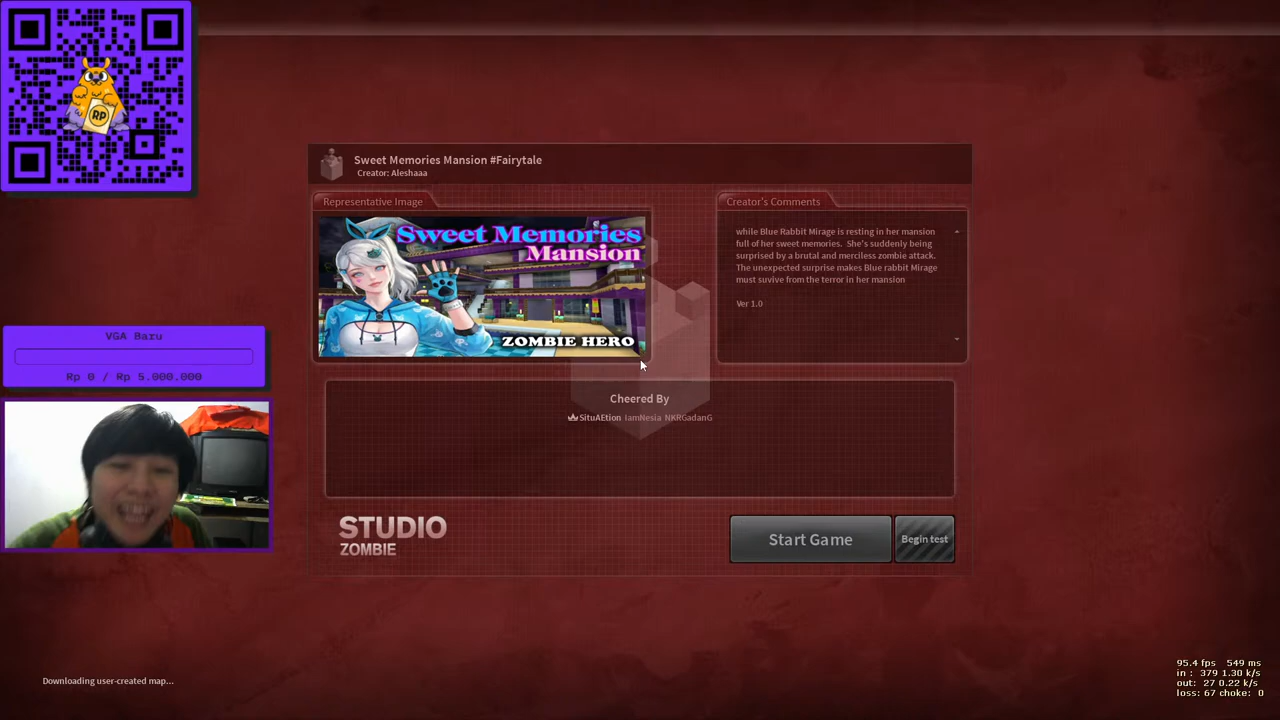 RP
Sweet Memories Mansion #Fairytale
Creator: Aleshaaa
Representative Image
Sweet Memories
Mansion
ZOMBIE HERO
Creator's Comments
while Blue Rabbit Mirage is resting in her mansion
full of her sweet memories. She's suddenly being
surprised by a brutal and merciless zombie attack.
The unexpected surprise makes Blue rabbit Mirage
must suvive from the terror in her mansion
Ver 1.0
VGA Baru
Rp 0 / Rp 5.000.000
Cheered By
SituAEtion IamNesia NKRGadanG
STUDIO
ZOMBIE
Start Game
Begin test
Downloading user-created map...
95.4 fps 549 ms
in : 379 1.30 k/s
out: 27 0.22 k/s
loss: 67 choke: 0